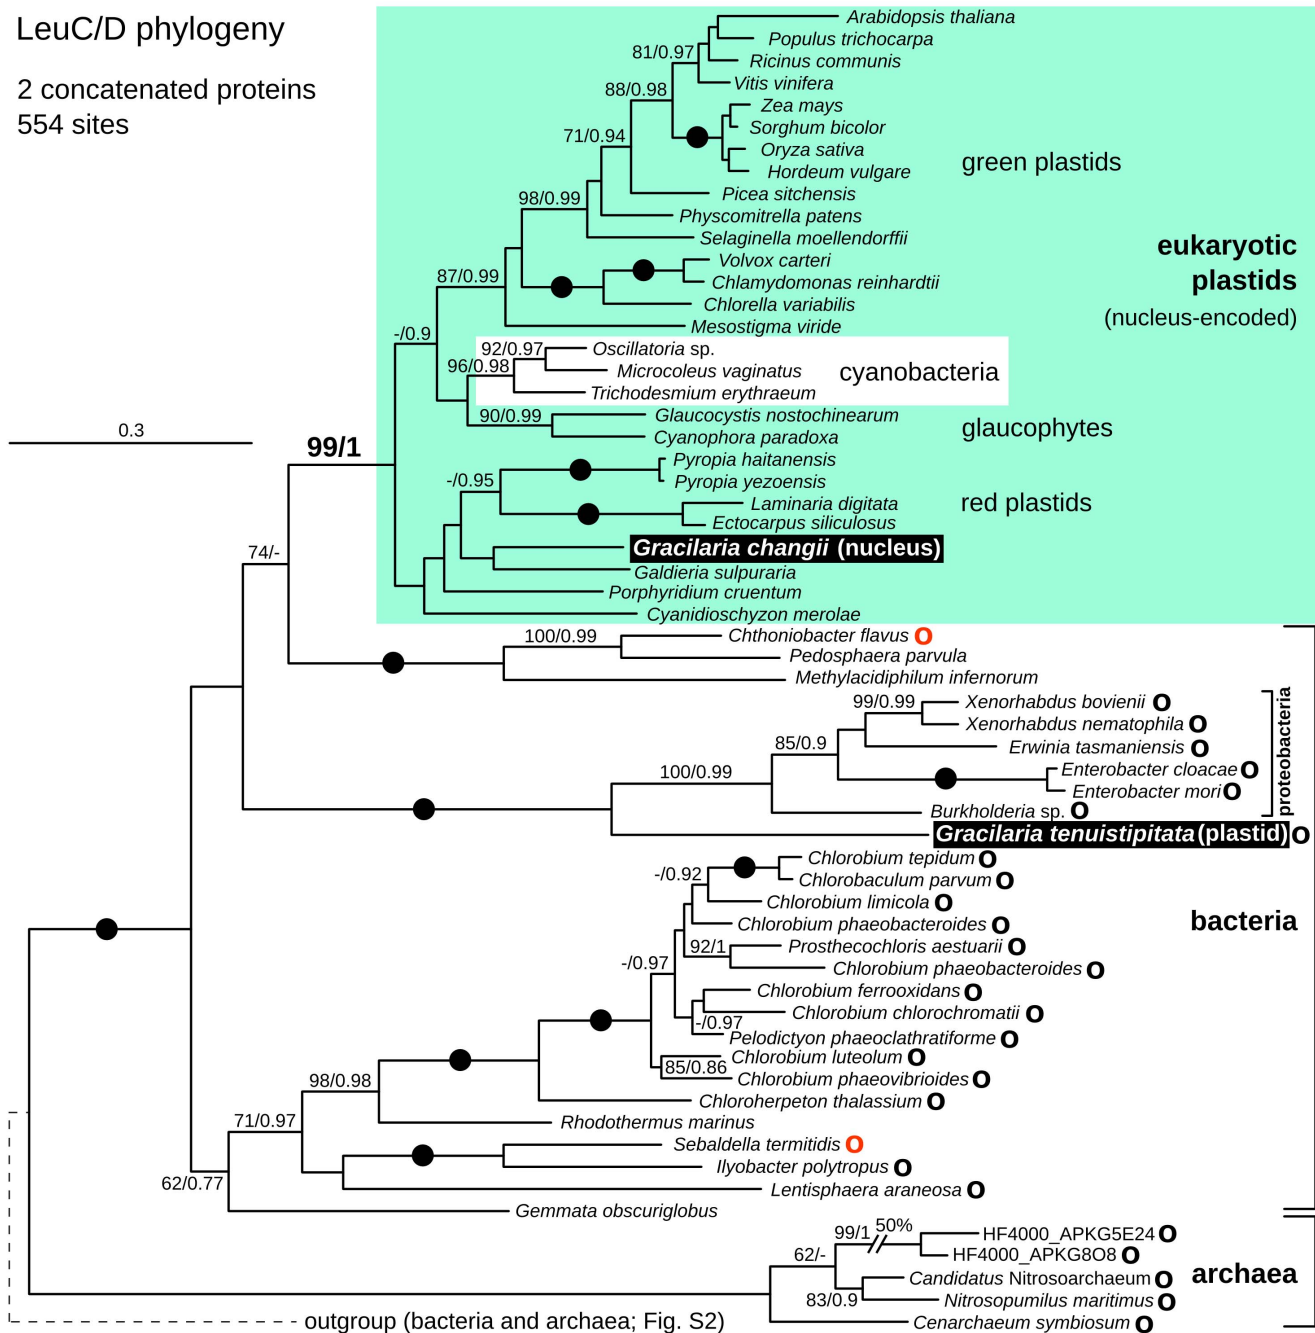 LeuC/D phylogeny
2 concatenated proteins
554 sites
Arabidopsis thaliana
Populus trichocarpa
81/0.97
Ricinus communis
Vitis vinifera
88/0.98
Zea mays
Sorghum bicolor
71/0.94
Oryza sativa
green plastids
Hordeum vulgare
Picea sitchensis
98/0.99
Physcomitrella patens
Selaginella moellendorffii
eukaryotic
plastids
(nucleus-encoded)
Volvox carteri
87/0.99
Chlamydomonas reinhardtii
Chlorella variabilis
Mesostigma viride
-/0.9
92/0.97
Oscillatoria sp.
96/0.98
Microcoleus vaginatus
cyanobacteria
Trichodesmium erythraeum
90/0.99
Glaucocystis nostochinearum
glaucophytes
Cyanophora paradoxa
0.3
99/1
Pyropia haitanensis
Pyropia yezoensis
-/0.95
red plastids
Laminaria digitata
Ectocarpus siliculosus
Gracilaria changii (nucleus)
74/-
Galdieria sulpuraria
Porphyridium cruentum
Cyanidioschyzon merolae
100/0.99
Chthoniobacter flavus O
Pedosphaera parvula
Methylacidiphilum infernorum
99/0.99
Xenorhabdus bovienii O
Xenorhabdus nematophila O
85/0.9
Erwinia tasmaniensis O
proteobacteria
100/0.99
Enterobacter cloacae O
Enterobacter mori O
Burkholderia sp. O
Gracilaria tenuistipitata (plastid) O
Chlorobium tepidum O
-/0.92
Chlorobaculum parvum O
Chlorobium limicola O
Chlorobium phaeobacteroides O
bacteria
92/1
Prosthecochloris aestuarii O
-/0.97
Chlorobium phaeobacteroides O
Chlorobium ferrooxidans O
Chlorobium chlorochromatii O
-/0.97
Pelodictyon phaeoclathratiforme O
Chlorobium luteolum O
85/0.86
Chlorobium phaeovibrioides O
98/0.98
Chloroherpeton thalassium O
71/0.97
Rhodothermus marinus
Sebaldella termitidis O
Ilyobacter polytropus O
62/0.77
Lentisphaera araneosa O
Gemmata obscuriglobus
99/1
50%
HF4000_APKG5E24 O
62/-
HF4000_APKG8O8 O
archaea
Candidatus Nitrosoarchaeum O
83/0.9
Nitrosopumilus maritimus O
Cenarchaeum symbiosum O
outgroup (bacteria and archaea; Fig. S2)